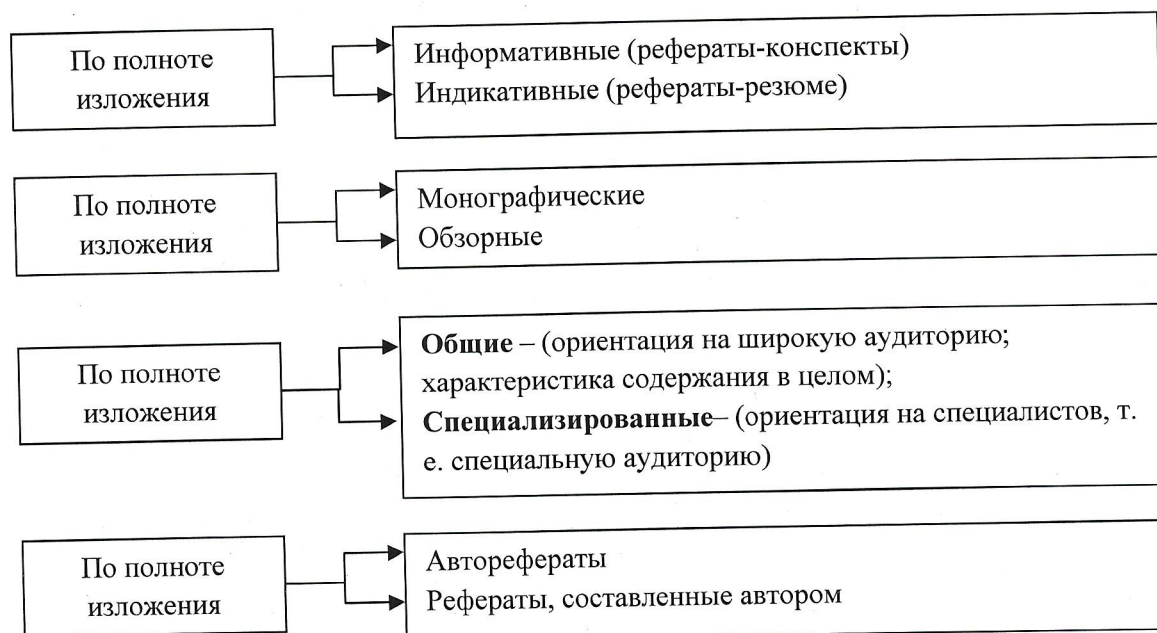 По полноте
изложения
Информативные (рефераты-конспекты)
Индикативные (рефераты-резюме)
По полноте
изложения
Монографические
Обзорные
По полноте
изложения
Общие – (ориентация на широкую аудиторию;
характеристика содержания в целом);
Специализированные– (ориентация на специалистов, т.
е. специальную аудиторию)
По полноте
изложения
Авторефераты
Рефераты, составленные автором